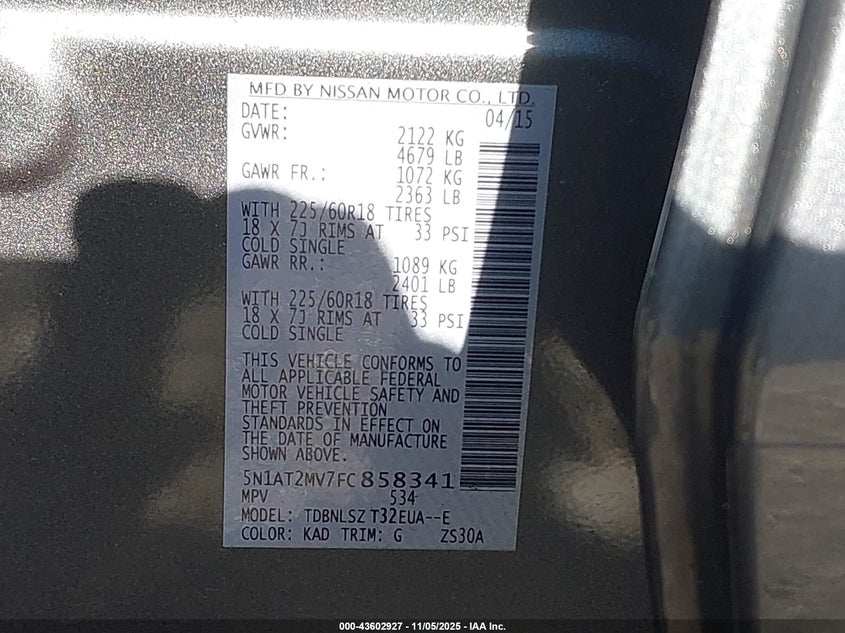 MFD BY NISSAN MOTOR CO., LTD.
DATE: 04/15
GVWR: 2122 KG
4679 LB
GAWR FR.: 1072 KG
2363 LB
WITH 225/60R18 TIRES
18 X 7J RIMS AT 33 PSI
COLD SINGLE
GAWR RR.: 1089 KG
2401 LB
WITH 225/60R18 TIRES
18 X 7J RIMS AT 33 PSI
COLD SINGLE
THIS VEHICLE CONFORMS TO
ALL APPLICABLE FEDERAL
MOTOR VEHICLE SAFETY AND
THEFT PREVENTION
STANDARDS IN EFFECT ON
THE DATE OF MANUFACTURE
SHOWN ABOVE.
5N1AT2MV7FC858341
MPV 534
MODEL: TDBNLSZ T32EUA--E
COLOR: KAD TRIM: G ZS30A
000-43602927 - 11/05/2025 - IAA Inc.